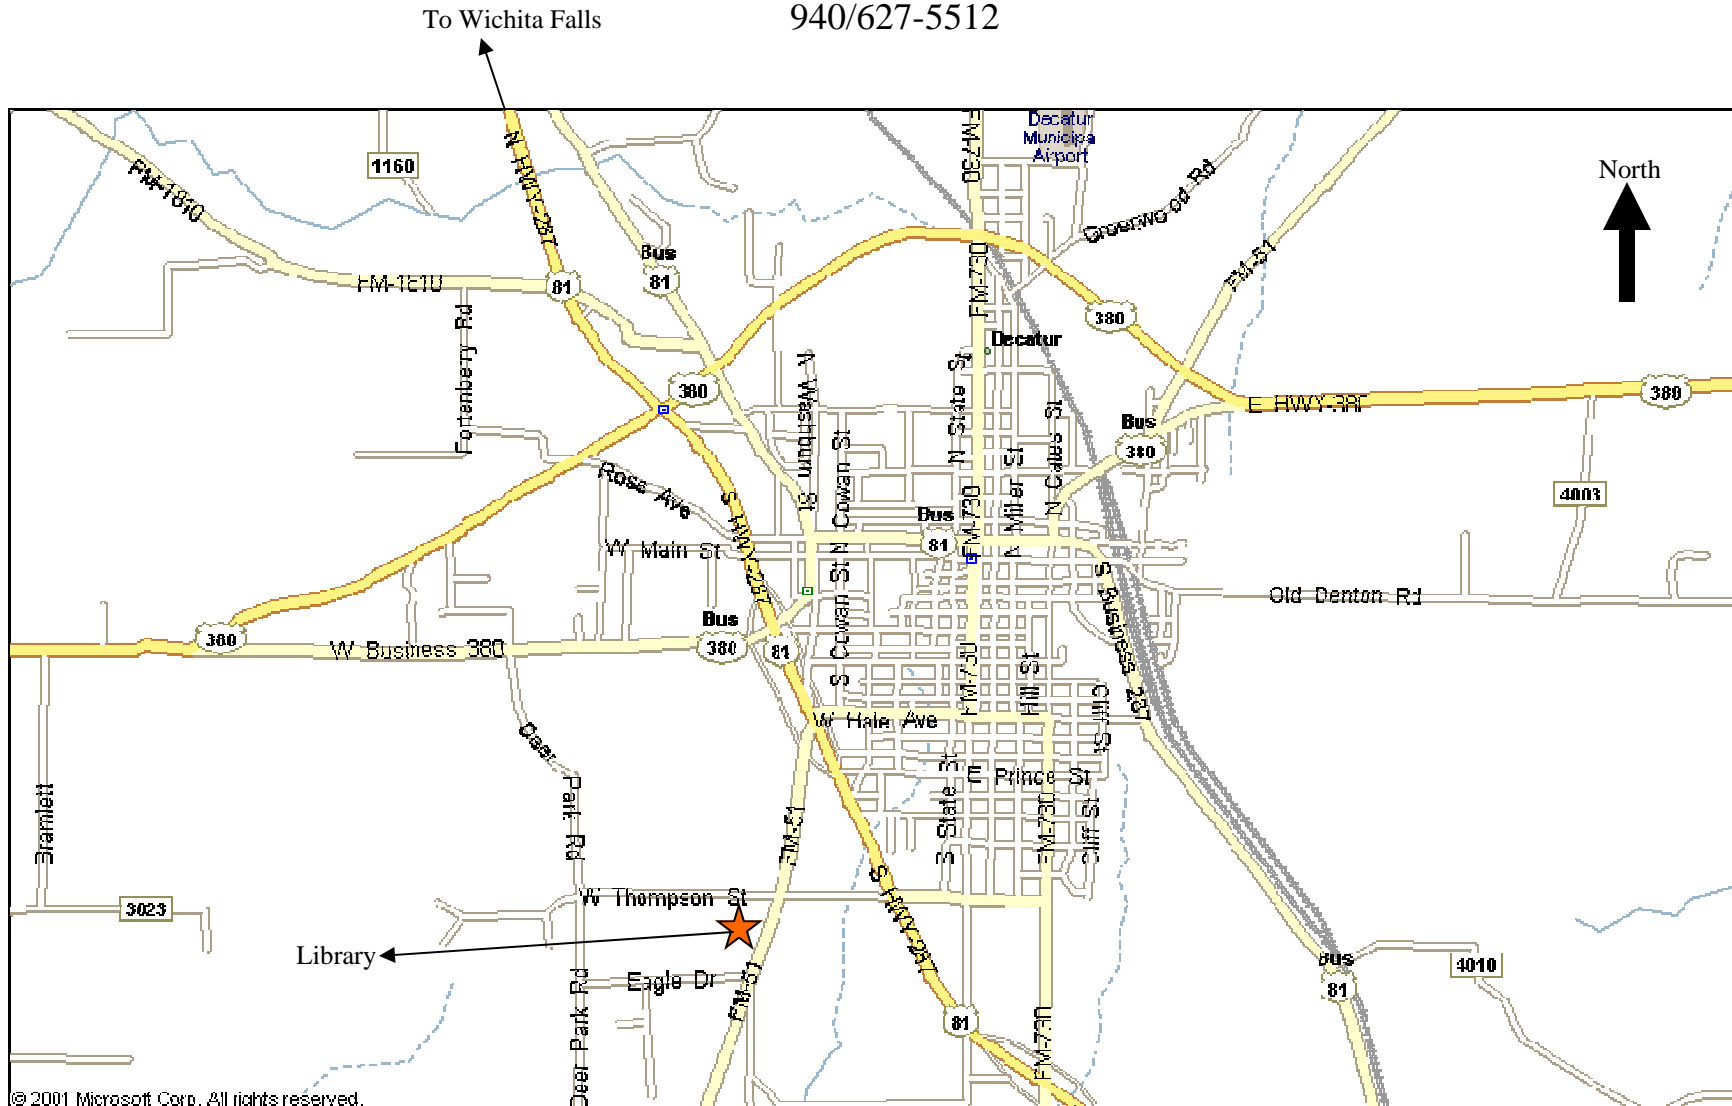 To Wichita Falls
940/627-5512
North
Decatur
Municipal
Airport
FM-730
1160
FM-1810
N HWY-287
Greenwood Rd
Bus
81
FM-51
FM-1810
81
FM-730
380
Fortenberry Rd
Decatur
380
N Washburn St
N State St
380
E HWY-380
N Cates St
Bus
380
N Cowan St
N Miller St
Rose Ave
S HWY-287
4003
FM-730
Bus
81
W Main St
S Business 287
Old Denton Rd
S Cowan St
Bus
380
W Business 380
380
81
FM-730
Hill St
Cliff St
W Hale Ave
Deer Park Rd
S State St
E Prince St
Bramlett
FM-51
FM-730
Cliff St
S HWY-287
W Thompson St
3023
Library
Eagle Dr
FM-51
Deer Park Rd
81
FM-730
Bus
81
4010
© 2001 Microsoft Corp. All rights reserved.